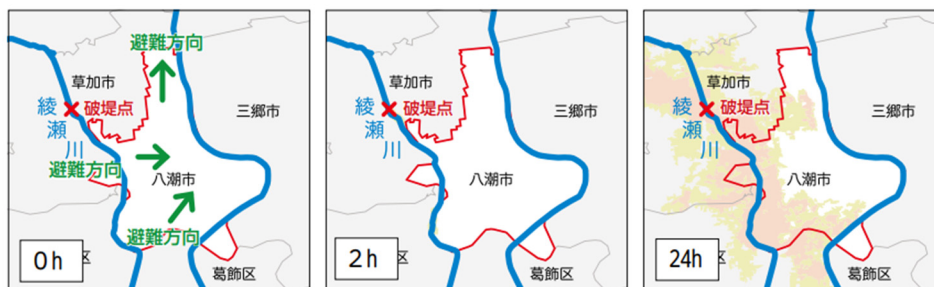 避難方向
草加市
破堤点
三郷市
綾瀬川
避難方向
八潮市
避難方向
0h
区
葛飾区
草加市
破堤点
三郷市
綾瀬川
八潮市
2h
区
葛飾区
草加市
破堤点
三郷市
綾瀬川
八潮市
24h
区
葛飾区